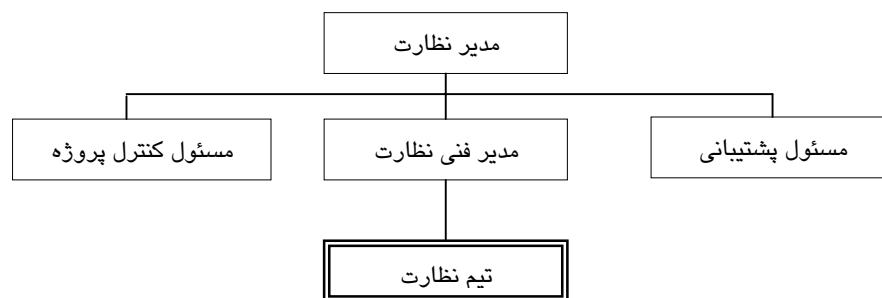 مدیر نظارت
مسئول پشتیبانی
مدیر فنی نظارت
مسئول کنترل پروژه
تیم نظارت